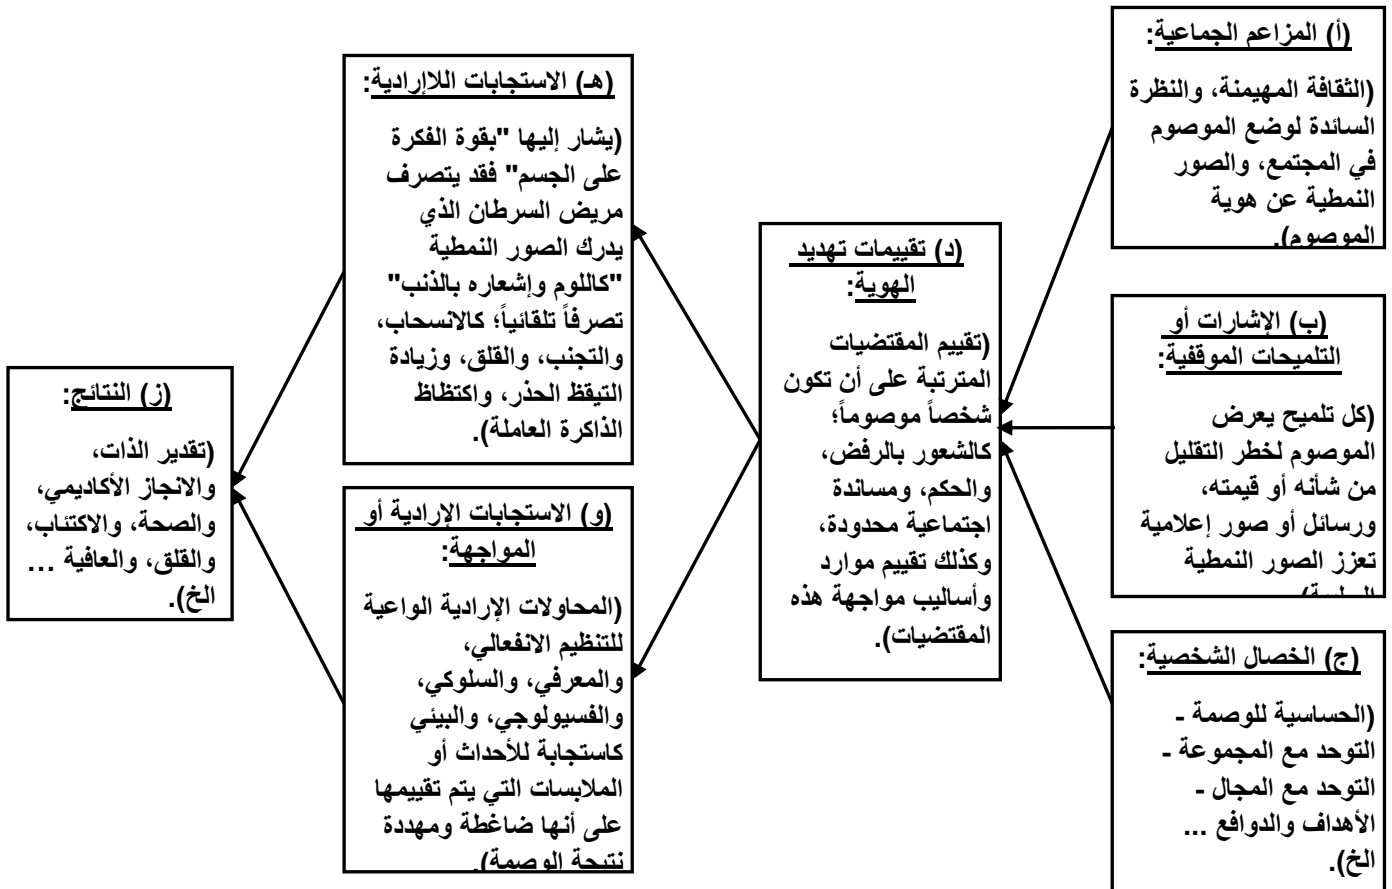 (أ) المزاعم الجماعية:
(الثقافة المهيمنة، والنظرة
السائدة لوضع الموصوم
في المجتمع، والصور
النمطية عن هوية
الموصوم).
(ب) الإشارات أو
التلميحات الموقفية:
(كل تلميح يعرض
الموصوم لخطر التقليل
من شأنه أو قيمته،
ورسائل أو صور إعلامية
تعزز الصور النمطية
(ج) الخصال الشخصية:
(الحساسية للوصمة -
التوحد مع المجموعة -
التوحد مع المجال -
الأهداف والدوافع ...
الخ).
(د) تقييمات تهديد
الهوية:
(تقييم المقتضيات
المترتبة على أن تكون
شخصاً موصوماً؛
كالشعور بالرفض،
والحكم، ومساندة
اجتماعية محدودة،
وكذلك تقييم موارد
وأساليب مواجهة هذه
المقتضيات).
(هـ) الاستجابات اللاإرادية:
(يشار إليها "بقوة الفكرة
على الجسم" فقد يتصرف
مريض السرطان الذي
يدرك الصور النمطية
"كاللوم وإشعاره بالذنب"
تصرفاً تلقائياً؛ كالانسحاب،
والتجنب، والقلق، وزيادة
التيقظ الحذر، واكتظاظ
الذاكرة العاملة).
(و) الاستجابات الإرادية أو
المواجهة:
(المحاولات الإرادية الواعية
للتنظيم الانفعالي،
والمعرفي، والسلوكي،
والفسيولوجي، والبيئي
كاستجابة للأحداث أو
الملابسات التي يتم تقييمها
على أنها ضاغطة ومهددة
نتيجة الوصمة).
(ز) النتائج:
(تقدير الذات،
والانجاز الأكاديمي،
والصحة، والاكتئاب،
والقلق، والعافية ...
الخ).